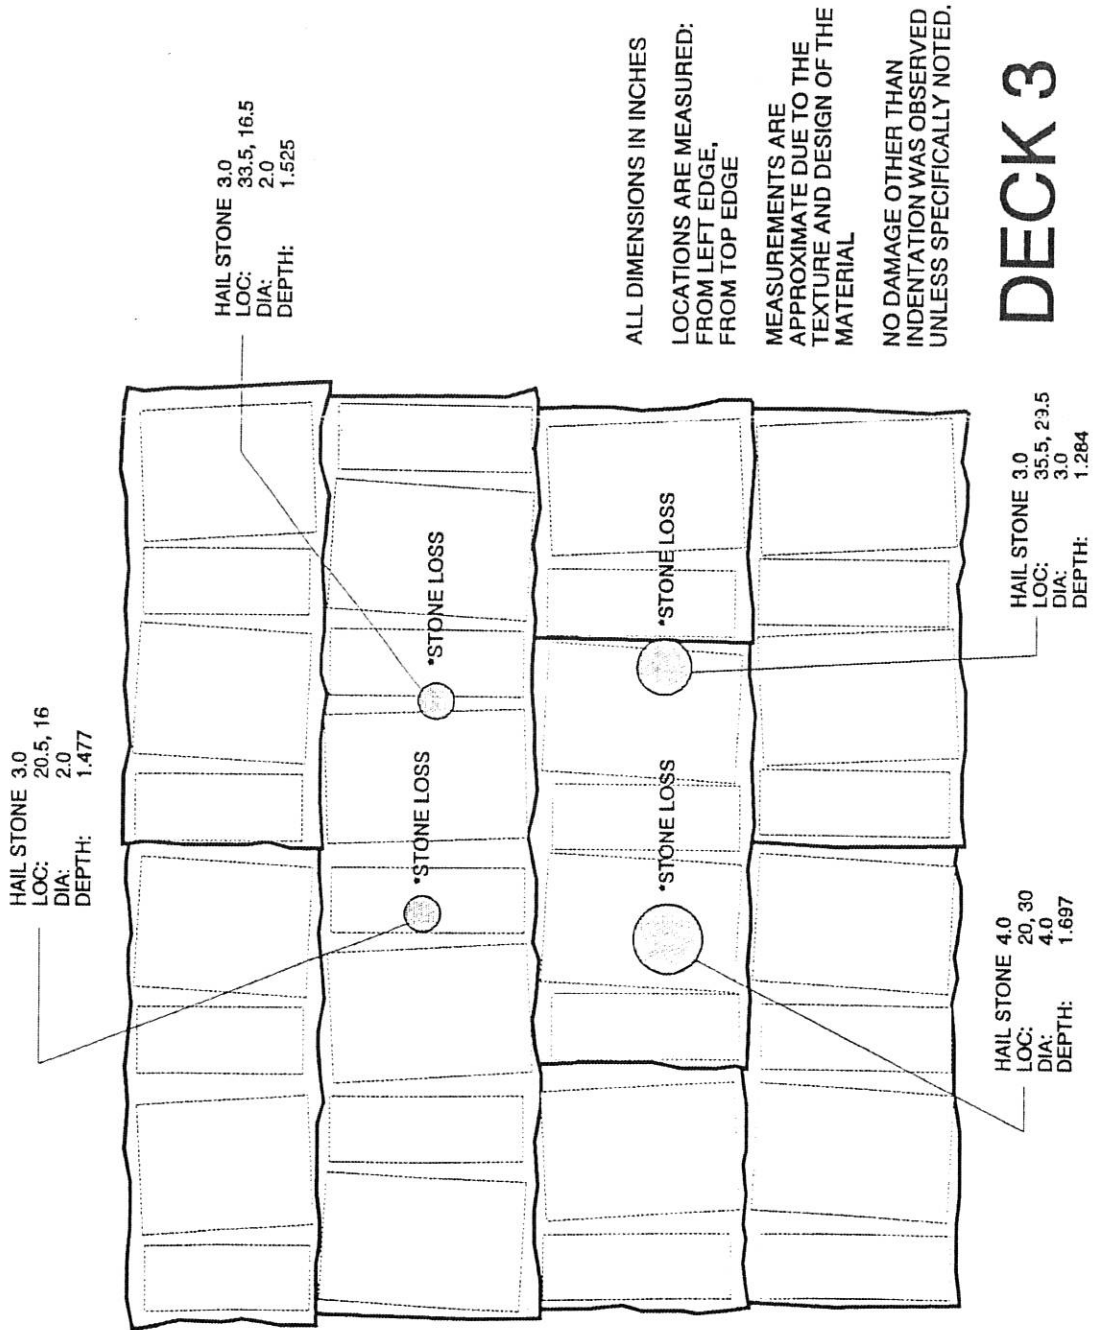 HAIL STONE 3.0
LOC: 20.5, 16
DIA: 2.0
DEPTH: 1.477
HAIL STONE 3.0
LOC: 33.5, 16.5
DIA: 2.0
DEPTH: 1.525
*STONE LOSS
*STONE LOSS
*STONE LOSS
*STONE LOSS
HAIL STONE 4.0
LOC: 20, 30
DIA: 4.0
DEPTH: 1.697
HAIL STONE 3.0
LOC: 35.5, 29.5
DIA: 3.0
DEPTH: 1.284
ALL DIMENSIONS IN INCHES
LOCATIONS ARE MEASURED:
FROM LEFT EDGE,
FROM TOP EDGE
MEASUREMENTS ARE
APPROXIMATE DUE TO THE
TEXTURE AND DESIGN OF THE
MATERIAL
NO DAMAGE OTHER THAN
INDENTATION WAS OBSERVED
UNLESS SPECIFICALLY NOTED.
DECK 3